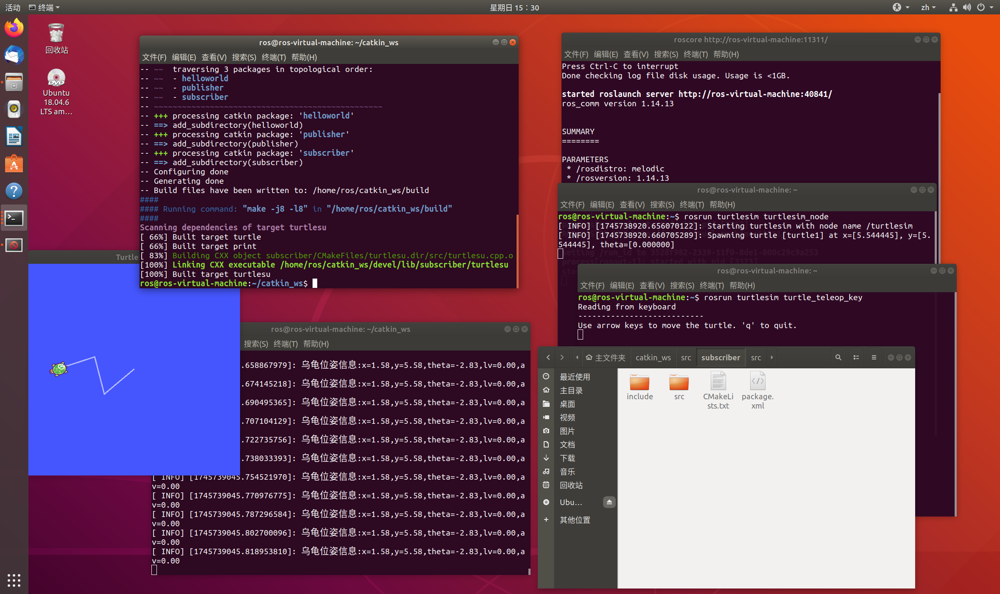 活动 终端 星期日 15：30 zh
回收站
Ubuntu
18.04.6
LTS am…
ros@ros-virtual-machine: ~/catkin_ws
文件(F) 编辑(E) 查看(V) 搜索(S) 终端(T) 帮助(H)
-- ~~  traversing 3 packages in topological order:
-- ~~  - helloworld
-- ~~  - publisher
-- ~~  - subscriber
-- ~~~~~~~~~~~~~~~~~~~~~~~~~~~~~~~~~~~~~~~~~~~~~~~~~
-- +++ processing catkin package: 'helloworld'
-- ==> add_subdirectory(helloworld)
-- +++ processing catkin package: 'publisher'
-- ==> add_subdirectory(publisher)
-- +++ processing catkin package: 'subscriber'
-- ==> add_subdirectory(subscriber)
-- Configuring done
-- Generating done
-- Build files have been written to: /home/ros/catkin_ws/build
####
#### Running command: "make -j8 -l8" in "/home/ros/catkin_ws/build"
####
Scanning dependencies of target turtlesu
[ 66%] Built target turtle
[ 66%] Built target print
[ 83%] Building CXX object subscriber/CMakeFiles/turtlesu.dir/src/turtlesu.cpp.o
[100%] Linking CXX executable /home/ros/catkin_ws/devel/lib/subscriber/turtlesu
[100%] Built target turtlesu
ros@ros-virtual-machine:~/catkin_ws$
roscore http://ros-virtual-machine:11311/
文件(F) 编辑(E) 查看(V) 搜索(S) 终端(T) 帮助(H)
Press Ctrl-C to interrupt
Done checking log file disk usage. Usage is <1GB.
started roslaunch server http://ros-virtual-machine:40841/
ros_comm version 1.14.13
SUMMARY
========
PARAMETERS
 * /rosdistro: melodic
 * /rosversion: 1.14.13
ros@ros-virtual-machine: ~
文件(F) 编辑(E) 查看(V) 搜索(S) 终端(T) 帮助(H)
ros@ros-virtual-machine:~$ rosrun turtlesim turtlesim_node
[ INFO] [1745738920.656070122]: Starting turtlesim with node name /turtlesim
[ INFO] [1745738920.660705289]: Spawning turtle [turtle1] at x=[5.544445], y=[5.
544445], theta=[0.000000]
setting /run_id to 3528f982-2339-11f0-8de1-000c29c9a253
process[rosout-1]: started with pid [3323]
ros@ros-virtual-machine: ~
文件(F) 编辑(E) 查看(V) 搜索(S) 终端(T) 帮助(H)
ros@ros-virtual-machine:~$ rosrun turtlesim turtle_teleop_key
Reading from keyboard
---------------------------
Use arrow keys to move the turtle. 'q' to quit.
Turtle
ros@ros-virtual-machine: ~/catkin_ws
搜索(S) 终端(T) 帮助(H)
.658867979]: 乌龟位姿信息:x=1.58,y=5.58,theta=-2.83,lv=0.00,a
.674145218]: 乌龟位姿信息:x=1.58,y=5.58,theta=-2.83,lv=0.00,a
.690495365]: 乌龟位姿信息:x=1.58,y=5.58,theta=-2.83,lv=0.00,a
.707104129]: 乌龟位姿信息:x=1.58,y=5.58,theta=-2.83,lv=0.00,a
.722735756]: 乌龟位姿信息:x=1.58,y=5.58,theta=-2.83,lv=0.00,a
.738033393]: 乌龟位姿信息:x=1.58,y=5.58,theta=-2.83,lv=0.00,a
[ INFO] [1745739045.754521970]: 乌龟位姿信息:x=1.58,y=5.58,theta=-2.83,lv=0.00,a
v=0.00
[ INFO] [1745739045.770976775]: 乌龟位姿信息:x=1.58,y=5.58,theta=-2.83,lv=0.00,a
v=0.00
[ INFO] [1745739045.787296584]: 乌龟位姿信息:x=1.58,y=5.58,theta=-2.83,lv=0.00,a
v=0.00
[ INFO] [1745739045.802700096]: 乌龟位姿信息:x=1.58,y=5.58,theta=-2.83,lv=0.00,a
v=0.00
[ INFO] [1745739045.818953810]: 乌龟位姿信息:x=1.58,y=5.58,theta=-2.83,lv=0.00,a
v=0.00
主文件夹 catkin_ws src subscriber src
最近使用
主目录
桌面
视频
图片
文档
下载
音乐
回收站
Ubu…
其他位置
include
src
CMakeLi
sts.txt
package.
xml